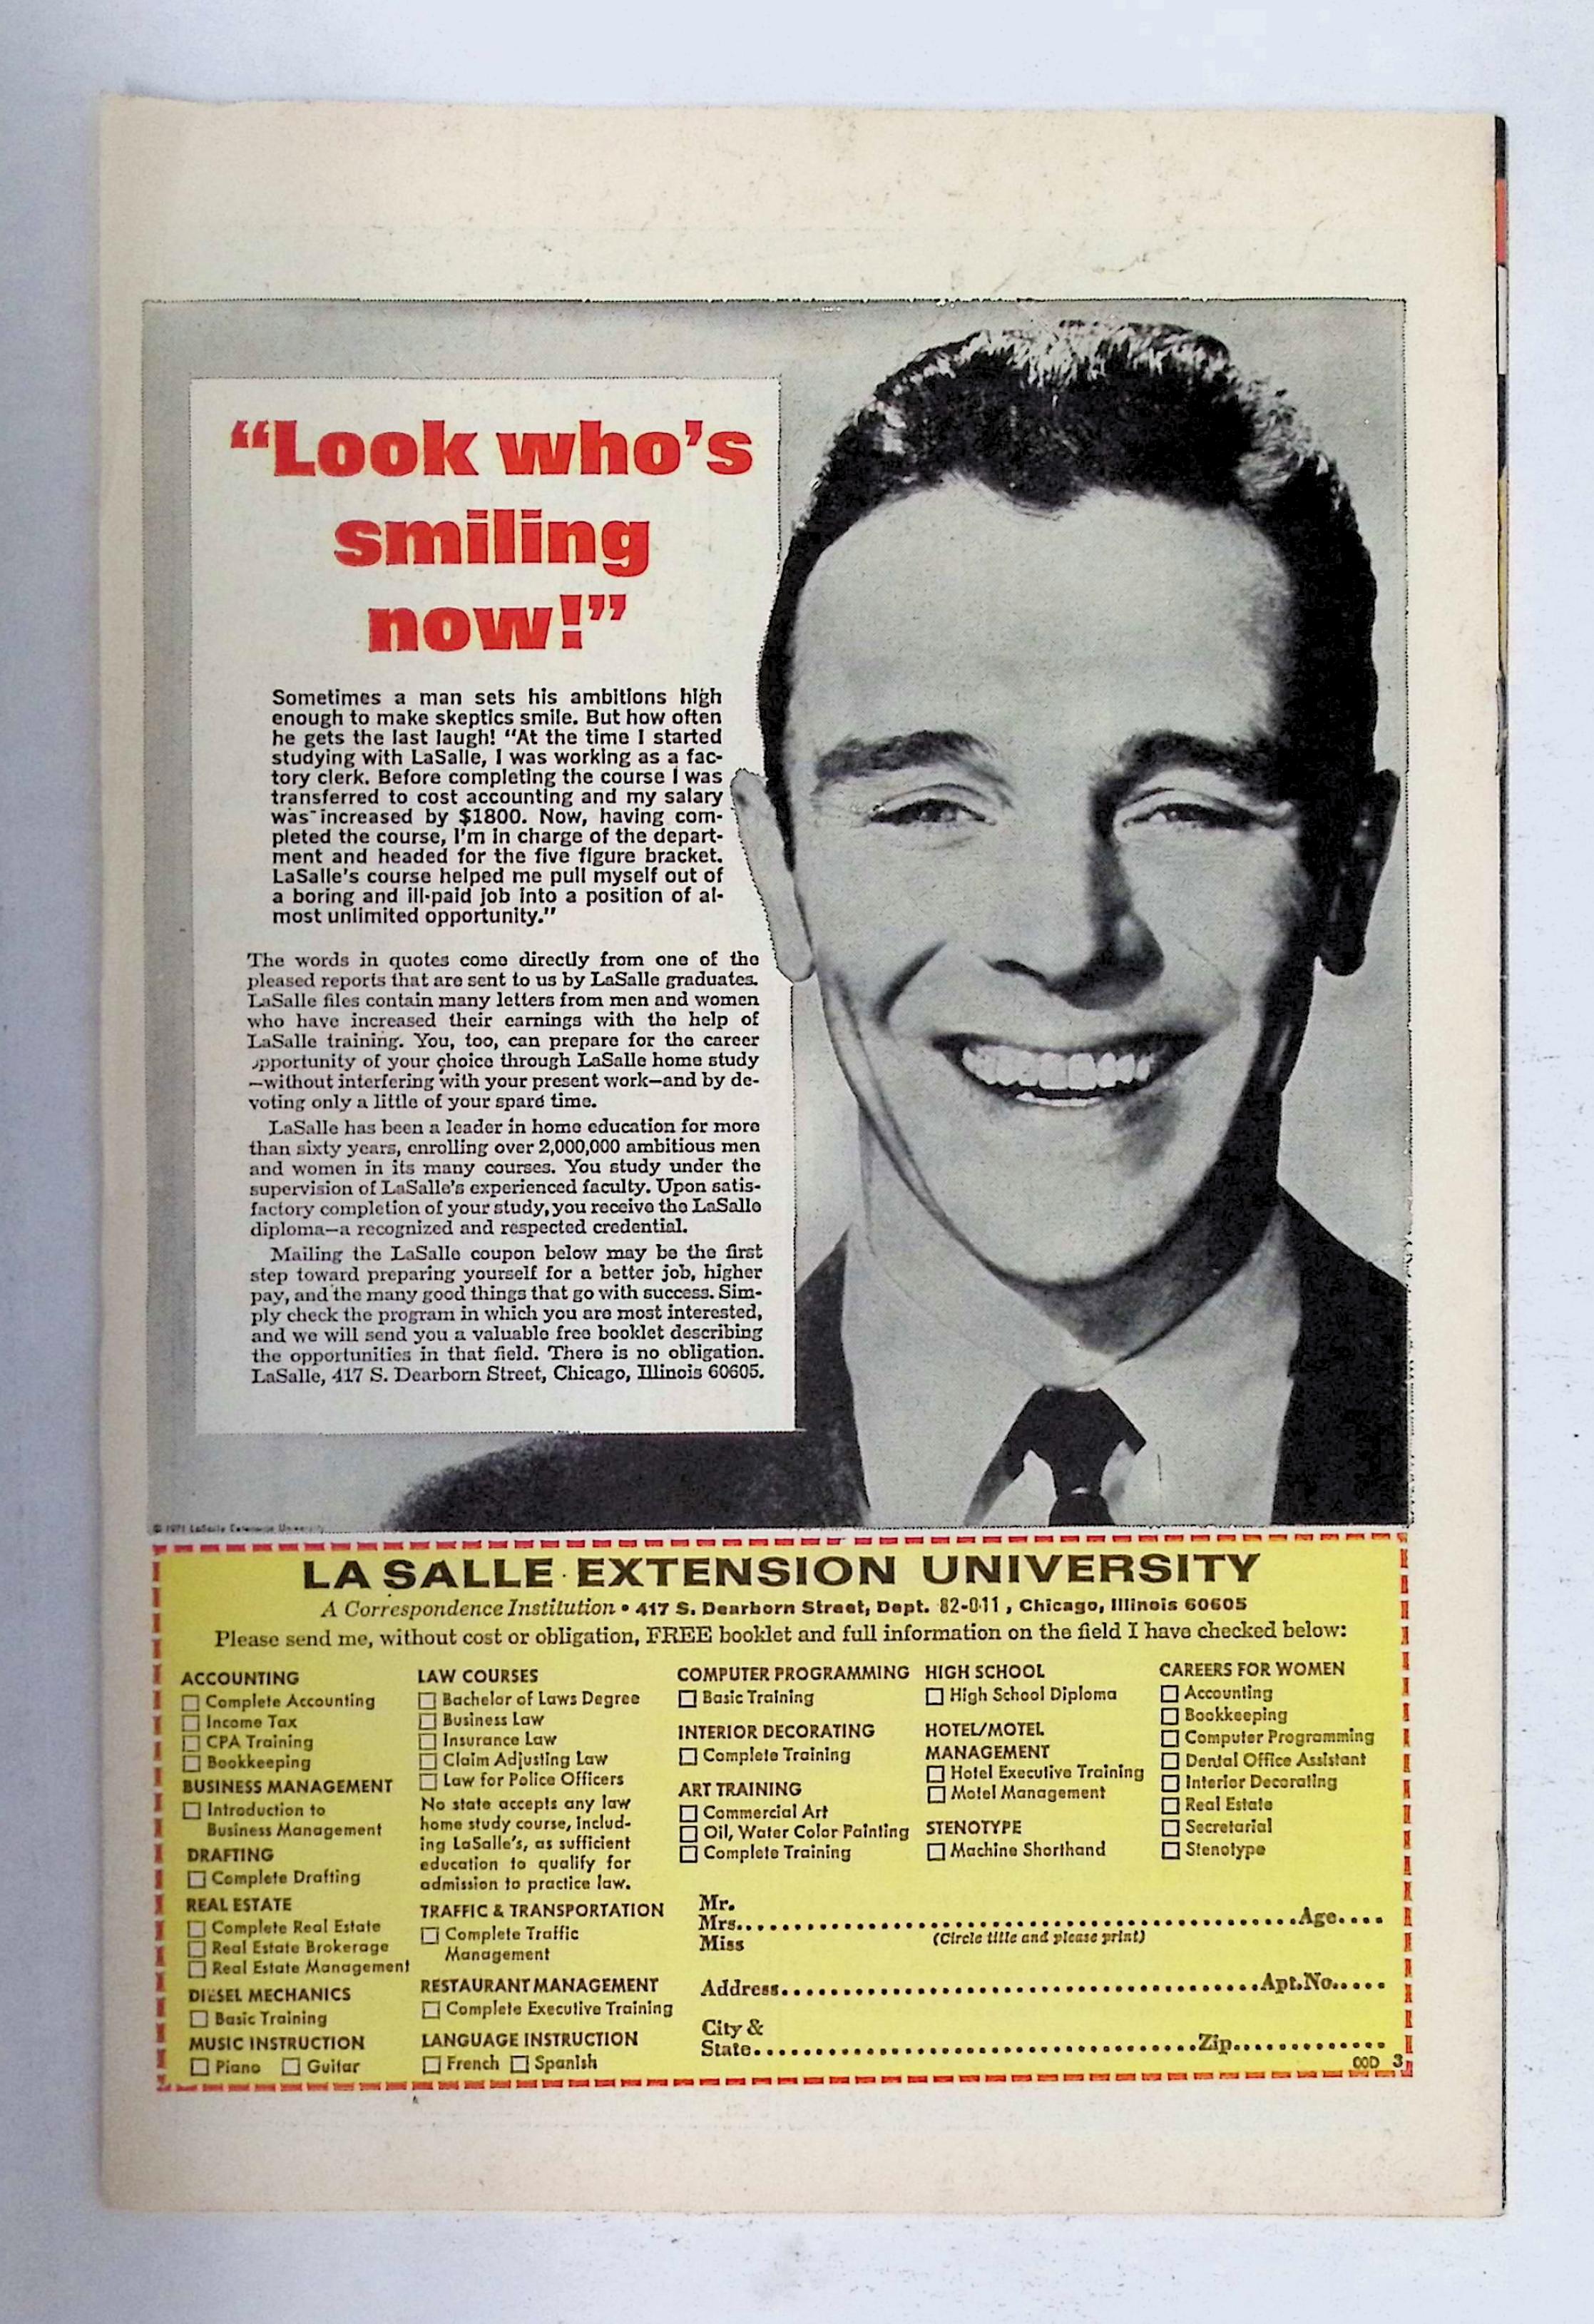 “Look who’s
smiling
now!”
Sometimes a man sets his ambitions high
enough to make skeptics smile. But how often
he gets the last laugh! “At the time I started
studying with LaSalle, I was working as a fac-
tory clerk. Before completing the course I was
transferred to cost accounting and my salary
was increased by $1800. Now, having com-
pleted the course, I’m in charge of the depart-
ment and headed for the five figure bracket.
LaSalle’s course helped me pull myself out of
a boring and ill-paid job into a position of al-
most unlimited opportunity.”
The words in quotes come directly from one of the
pleased reports that are sent to us by LaSalle graduates.
LaSalle files contain many letters from men and women
who have increased their earnings with the help of
LaSalle training. You, too, can prepare for the career
opportunity of your choice through LaSalle home study
—without interfering with your present work—and by de-
voting only a little of your spare time.
LaSalle has been a leader in home education for more
than sixty years, enrolling over 2,000,000 ambitious men
and women in its many courses. You study under the
supervision of LaSalle’s experienced faculty. Upon satis-
factory completion of your study, you receive the LaSalle
diploma—a recognized and respected credential.
Mailing the LaSalle coupon below may be the first
step toward preparing yourself for a better job, higher
pay, and the many good things that go with success. Sim-
ply check the program in which you are most interested,
and we will send you a valuable free booklet describing
the opportunities in that field. There is no obligation.
LaSalle, 417 S. Dearborn Street, Chicago, Illinois 60605.
© 1971 LaSalle Extension University
LA SALLE EXTENSION UNIVERSITY
A Correspondence Institution • 417 S. Dearborn Street, Dept. 82-011, Chicago, Illinois 60605
Please send me, without cost or obligation, FREE booklet and full information on the field I have checked below:
ACCOUNTING
Complete Accounting
Income Tax
CPA Training
Bookkeeping
BUSINESS MANAGEMENT
Introduction to
Business Management
DRAFTING
Complete Drafting
REAL ESTATE
Complete Real Estate
Real Estate Brokerage
Real Estate Management
DIESEL MECHANICS
Basic Training
MUSIC INSTRUCTION
Piano Guitar
LAW COURSES
Bachelor of Laws Degree
Business Law
Insurance Law
Claim Adjusting Law
Law for Police Officers
No state accepts any law
home study course, includ-
ing LaSalle’s, as sufficient
education to qualify for
admission to practice law.
TRAFFIC & TRANSPORTATION
Complete Traffic
Management
RESTAURANT MANAGEMENT
Complete Executive Training
LANGUAGE INSTRUCTION
French Spanish
COMPUTER PROGRAMMING
Basic Training
INTERIOR DECORATING
Complete Training
ART TRAINING
Commercial Art
Oil, Water Color Painting
Complete Training
HIGH SCHOOL
High School Diploma
HOTEL/MOTEL
MANAGEMENT
Hotel Executive Training
Motel Management
STENOTYPE
Machine Shorthand
CAREERS FOR WOMEN
Accounting
Bookkeeping
Computer Programming
Dental Office Assistant
Interior Decorating
Real Estate
Secretarial
Stenotype
Mr.
Mrs. Age
Miss (Circle title and please print)
Address Apt. No.
City &
State Zip
OOD 3